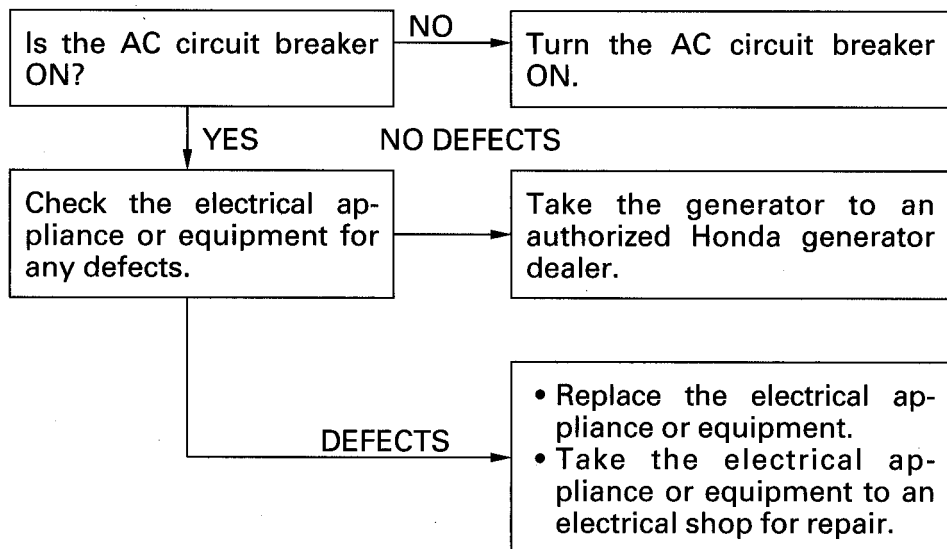 Is the AC circuit breaker
ON?
NO
Turn the AC circuit breaker
ON.
YES
NO DEFECTS
Check the electrical ap-
pliance or equipment for
any defects.
Take the generator to an
authorized Honda generator
dealer.
DEFECTS
• Replace the electrical ap-
pliance or equipment.
• Take the electrical ap-
pliance or equipment to an
electrical shop for repair.